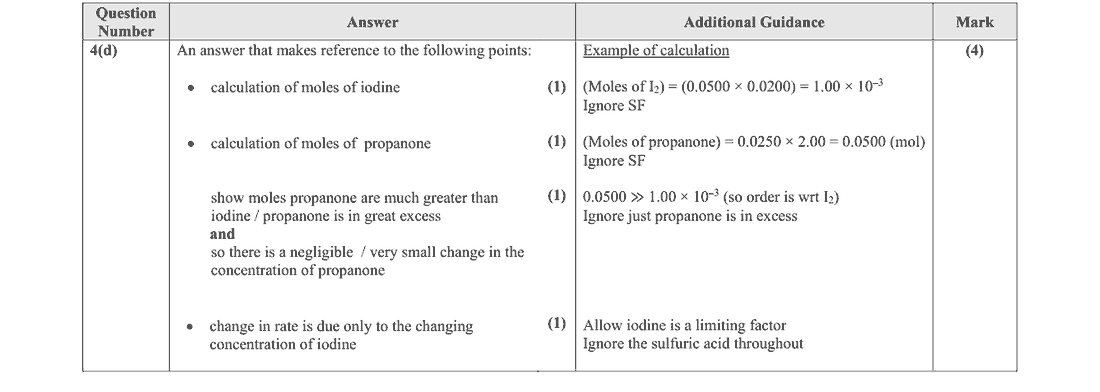 Question Number
Answer
Additional Guidance
Mark
4(d)
An answer that makes reference to the following points:
Example of calculation
(4)
• calculation of moles of iodine (1)
(Moles of I₂) = (0.0500 × 0.0200) = 1.00 × 10⁻³
Ignore SF
• calculation of moles of propanone (1)
(Moles of propanone) = 0.0250 × 2.00 = 0.0500 (mol)
Ignore SF
show moples propanone are much greater than (1)
iodine / propanone is in great excess
and
so there is a negligible / very small change in the
concentration of propanone
0.0500 ≫ 1.00 × 10⁻³ (so order is wrt I₂)
Ignore just propanone is in excess
• change in rate is due only to the changing (1)
concentration of iodine
Allow iodine is a limiting factor
Ignore the sulfuric acid throughout